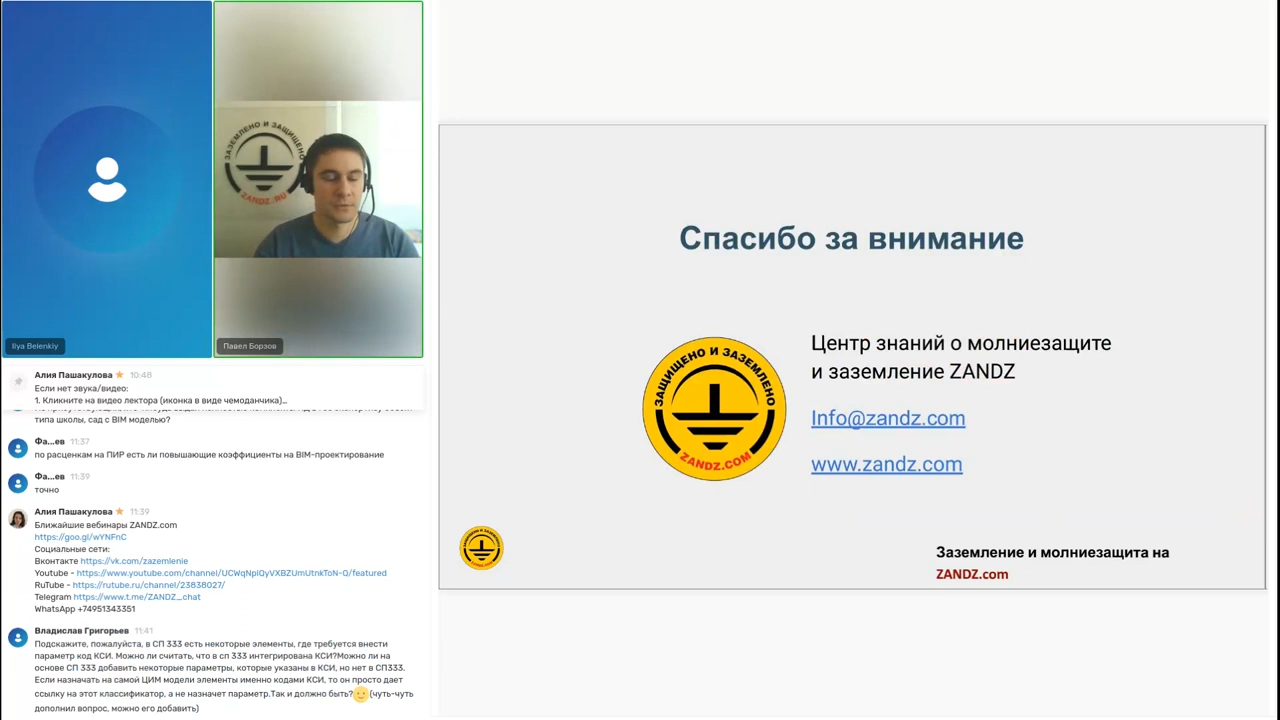 ЗАЗЕМЛЕНО И ЗАЩИЩЕНО
ZANDZ.RU
Ilya Belenkiy
Павел Борзов
Алия Пашакулова 10:48
Если нет звука/видео:
1. Кликните на видео лектора (иконка в виде чемоданчика)...
типа школы, сад с BIM моделью?
Фа...ев 11:37
по расценкам на ПИР есть ли повышающие коэффициенты на BIM-проектирование
Фа...ев 11:39
точно
Алия Пашакулова 11:39
Ближайшие вебинары ZANDZ.com
https://goo.gl/wYNFnC
Социальные сети:
Вконтакте https://vk.com/zazemlenie
Youtube - https://www.youtube.com/channel/UCWqNpIQyVXBZUmUtnkToN-Q/featured
RuTube - https://rutube.ru/channel/23838027/
Telegram https://www.t.me/ZANDZ_chat
WhatsApp +74951343351
Владислав Григорьев 11:41
Подскажите, пожалуйста, в СП 333 есть некоторые элементы, где требуется внести
параметр код КСИ. Можно ли считать, что в сп 333 интегрирована КСИ?Можно ли на
основе СП 333 добавить некоторые параметры, которые указаны в КСИ, но нет в СП333.
Если назначать на самой ЦИМ модели элементы именно кодами КСИ, то он просто дает
ссылку на этот классификатор, а не назначет параметр.Так и должно быть?🙂(чуть-чуть
дополнил вопрос, можно его добавить)
Спасибо за внимание
ЗАЩИЩЕНО И ЗАЗЕМЛЕНО
ZANDZ.COM
Центр знаний о молниезащите
и заземление ZANDZ
Info@zandz.com
www.zandz.com
Заземление и молниезащита на
ZANDZ.com